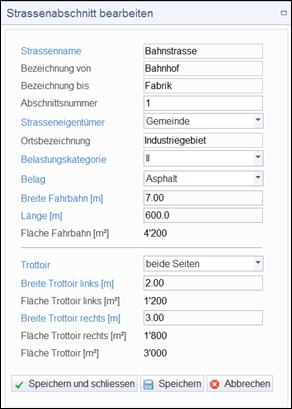 Strassenabschnitt bearbeiten
Strassenname Bahnstrasse
Bezeichnung von Bahnhof
Bezeichnung bis Fabrik
Abschnittsnummer 1
Strasseneigentümer Gemeinde
Ortsbezeichnung Industriegebiet
Belastungskategorie II
Belag Asphalt
Breite Fahrbahn [m] 7.00
Länge [m] 600.0
Fläche Fahrbahn [m²] 4'200
Trottoir beide Seiten
Breite Trottoir links [m] 2.00
Fläche Trottoir links [m²] 1'200
Breite Trottoir rechts [m] 3.00
Fläche Trottoir rechts [m²] 1'800
Fläche Trottoir [m²] 3'000
Speichern und schliessen Speichern Abbrechen